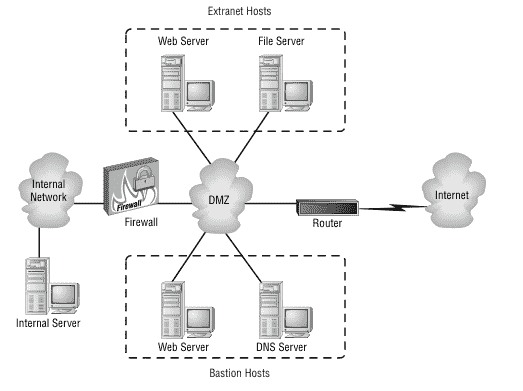 Extranet Hosts
Web Server
File Server
Internal
Network
Firewall
Firewall
DMZ
Router
Internet
Internal Server
Web Server
DNS Server
Bastion Hosts